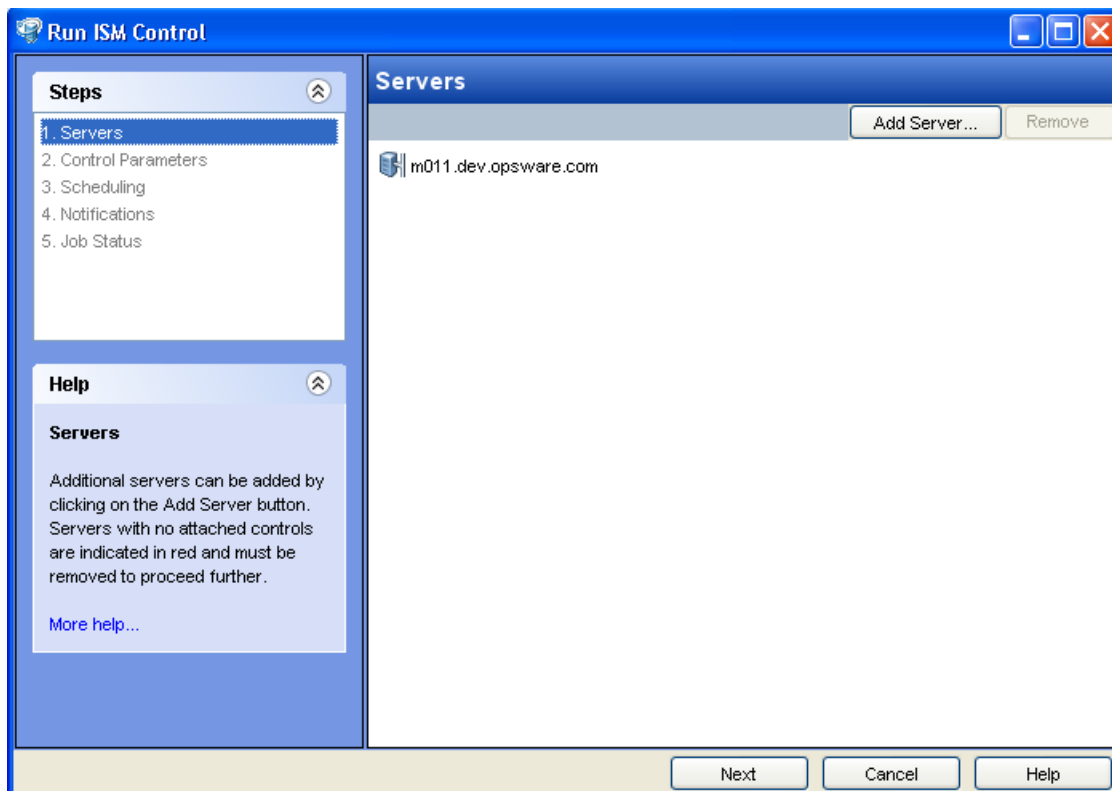 Run ISM Control
Steps
1. Servers
2. Control Parameters
3. Scheduling
4. Notifications
5. Job Status
Help
Servers
Additional servers can be added by
clicking on the Add Server button.
Servers with no attached controls
are indicated in red and must be
removed to proceed further.
More help...
Servers
Add Server...
Remove
m011.dev.opsware.com
Next
Cancel
Help